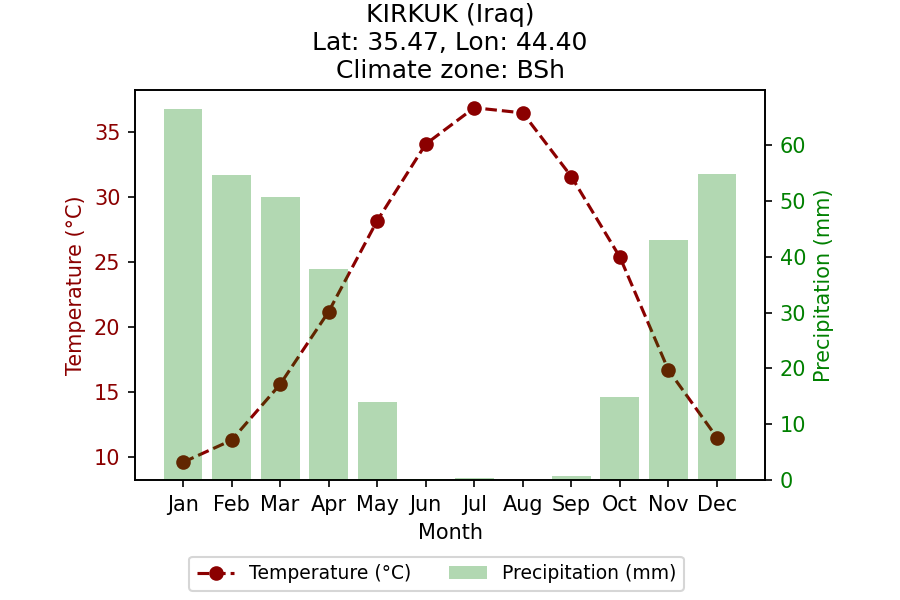 KIRKUK (Iraq)
Lat: 35.47, Lon: 44.40
Climate zone: BSh
35
30
25
20
15
10
Temperature (°C)
60
50
40
30
20
10
0
Precipitation (mm)
Jan Feb Mar Apr May Jun Jul Aug Sep Oct Nov Dec
Month
Temperature (°C) Precipitation (mm)